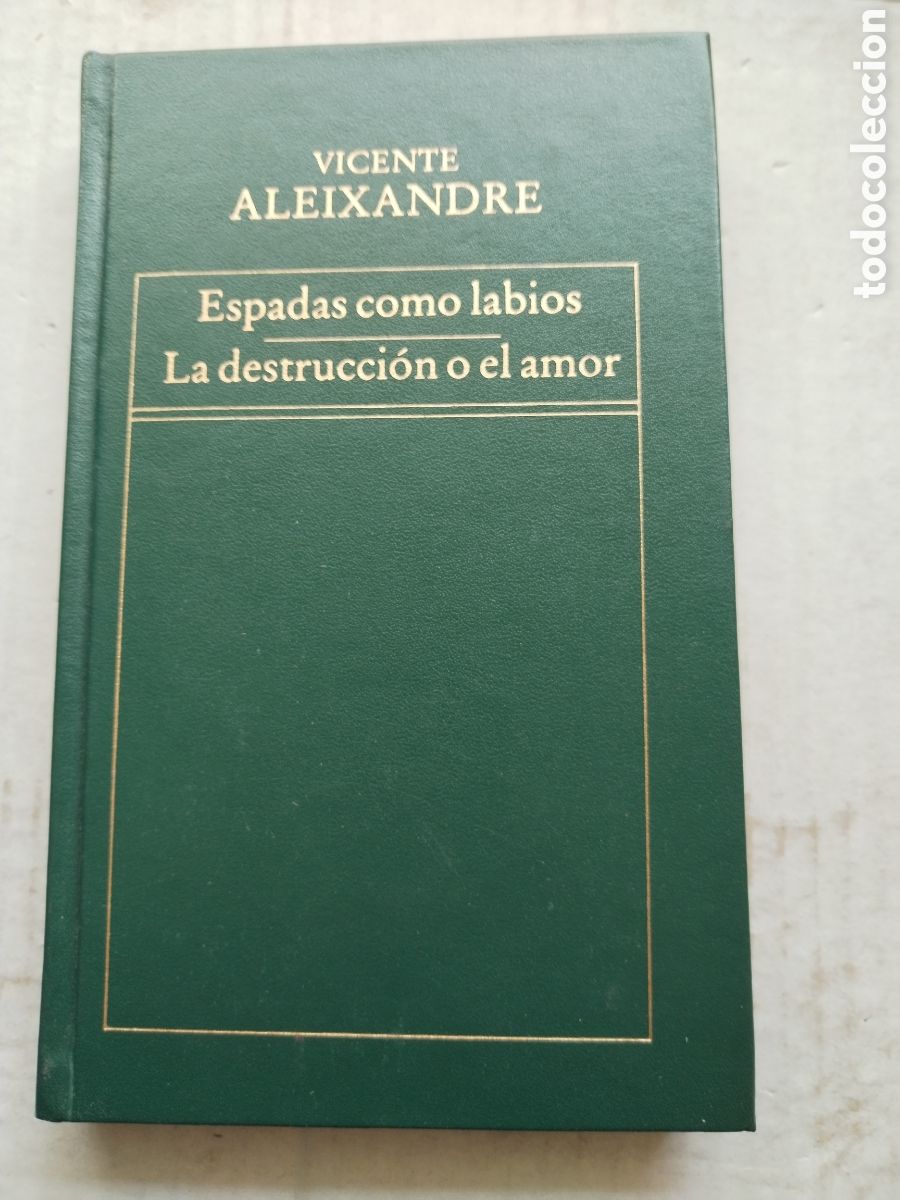 VICENTE
ALEIXANDRE
Espadas como labios
La destrucción o el amor
todocoleccion